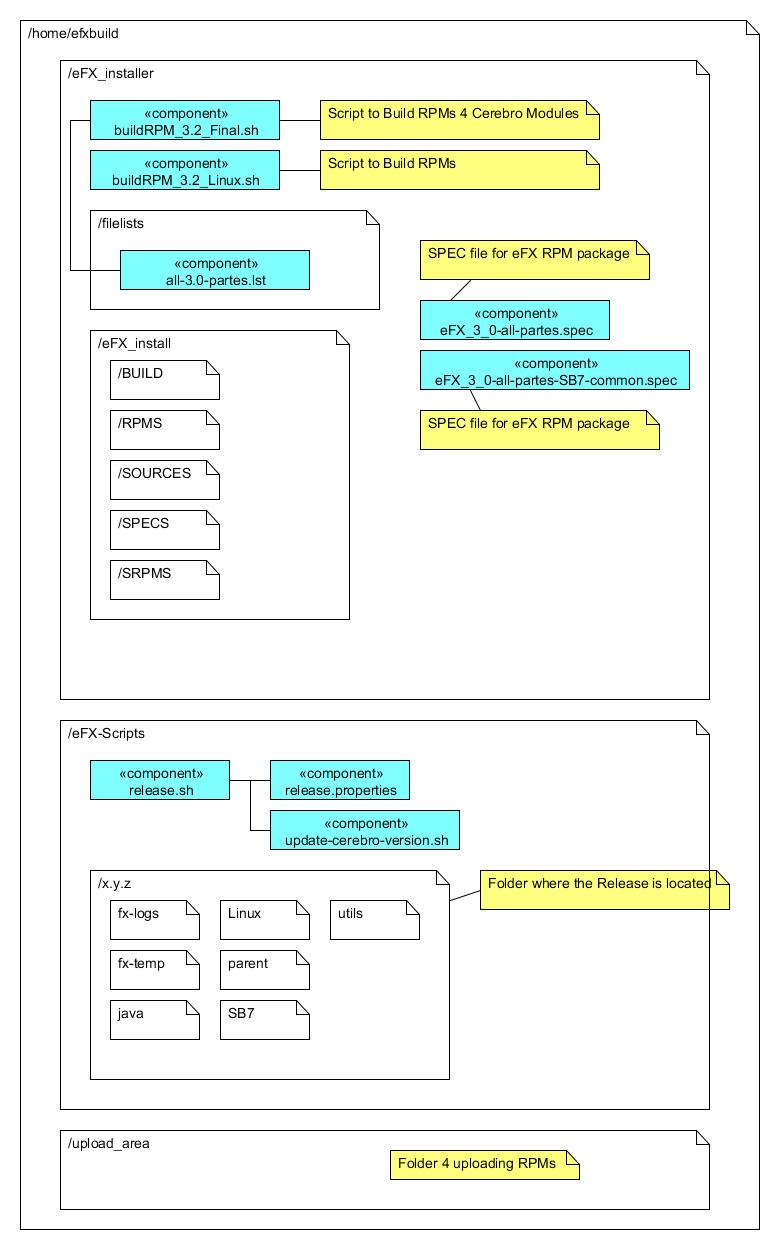 /home/efxbuild
/eFX_installer
«component»
buildRPM_3.2_Final.sh
Script to Build RPMs 4 Cerebro Modules
«component»
buildRPM_3.2_Linux.sh
Script to Build RPMs
/filelists
«component»
all-3.0-partes.lst
SPEC file for eFX RPM package
«component»
eFX_3_0-all-partes.spec
«component»
eFX_3_0-all-partes-SB7-common.spec
SPEC file for eFX RPM package
/eFX_install
/BUILD
/RPMS
/SOURCES
/SPECS
/SRPMS
/eFX-Scripts
«component»
release.sh
«component»
release.properties
«component»
update-cerebro-version.sh
/x.y.z
Folder where the Release is located
fx-logs
Linux
utils
fx-temp
parent
java
SB7
/upload_area
Folder 4 uploading RPMs